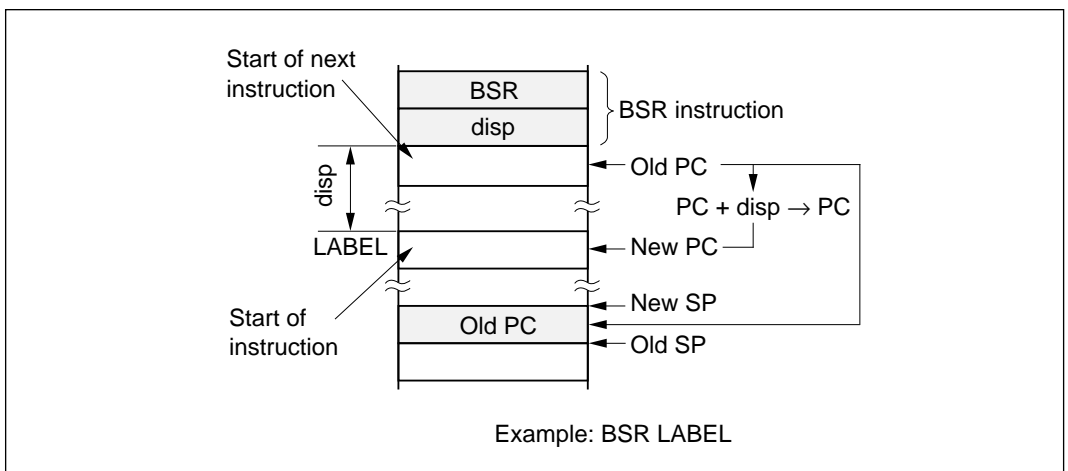 Start of next
instruction
BSR
disp
BSR instruction
Old PC
disp
PC + disp → PC
LABEL
New PC
New SP
Start of
instruction
Old PC
Old SP
Example: BSR LABEL